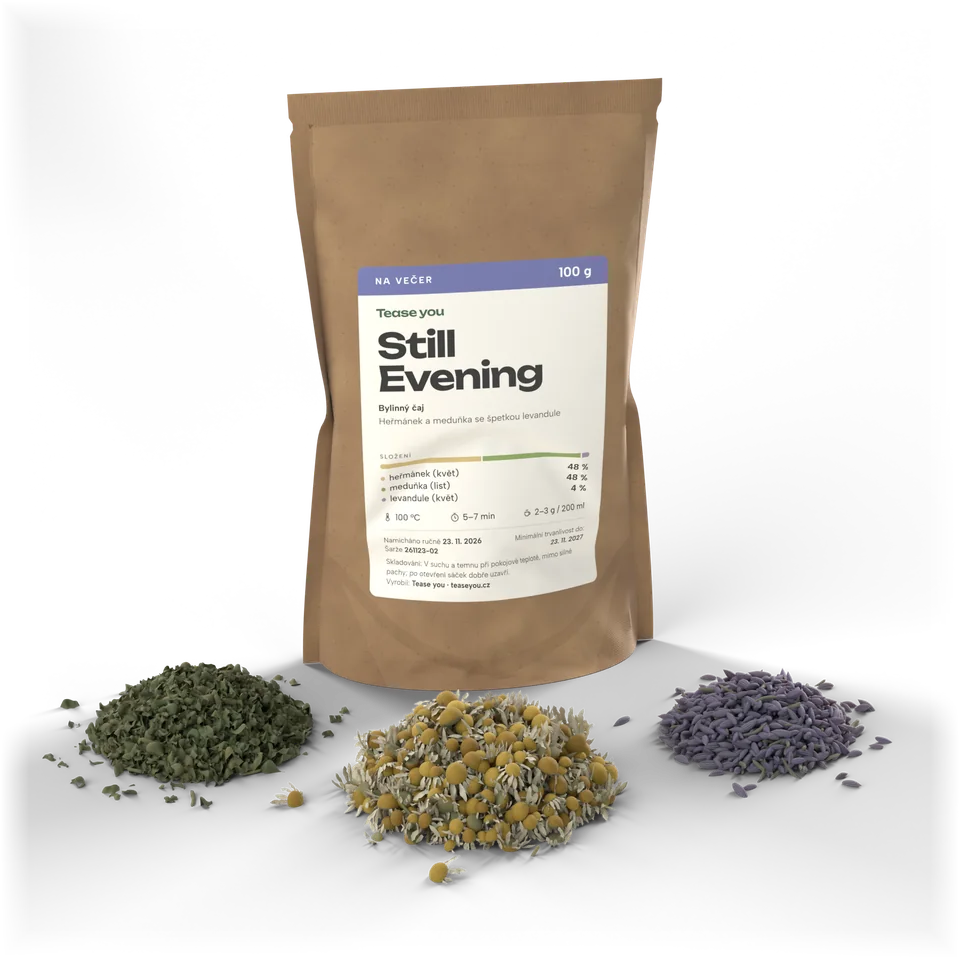 NA VEČER
100 g
Tease you
Still
Evening
Bylinný čaj
Heřmánek a meduňka se špetkou levandule
SLOŽENÍ
heřmánek (květ) 48 %
meduňka (list) 48 %
levandule (květ) 4 %
100 °C 5–7 min 2–3 g / 200 ml
Namícháno ručně 23. 11. 2026
Šarže 261123-02
Minimální trvanlivost do:
23. 11. 2027
Skladování: V suchu a temnu při pokojové teplotě, mimo silné
pachy; po otevření sáček dobře uzavři.
Vyrobil: Tease you · teaseyou.cz